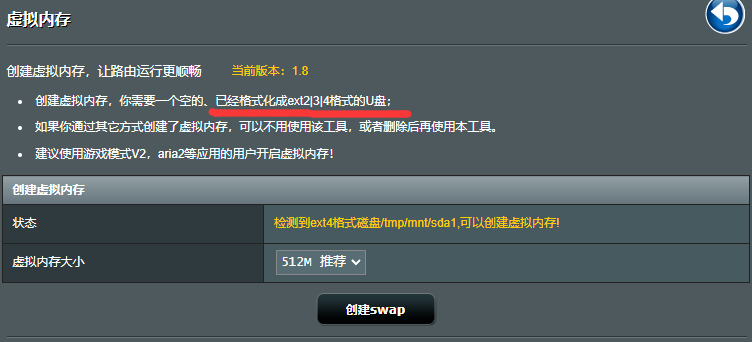 虚拟内存
创建虚拟内存，让路由运行更顺畅 当前版本：1.8
创建虚拟内存，你需要一个空的、已经格式化成ext2|3|4格式的U盘；
如果你通过其它方式创建了虚拟内存，可以不用使用该工具，或者删除后再使用本工具。
建议使用游戏模式V2，aria2等应用的用户开启虚拟内存！
创建虚拟内存
状态 检测到ext4格式磁盘/tmp/mnt/sda1,可以创建虚拟内存!
虚拟内存大小 512M 推荐
创建swap